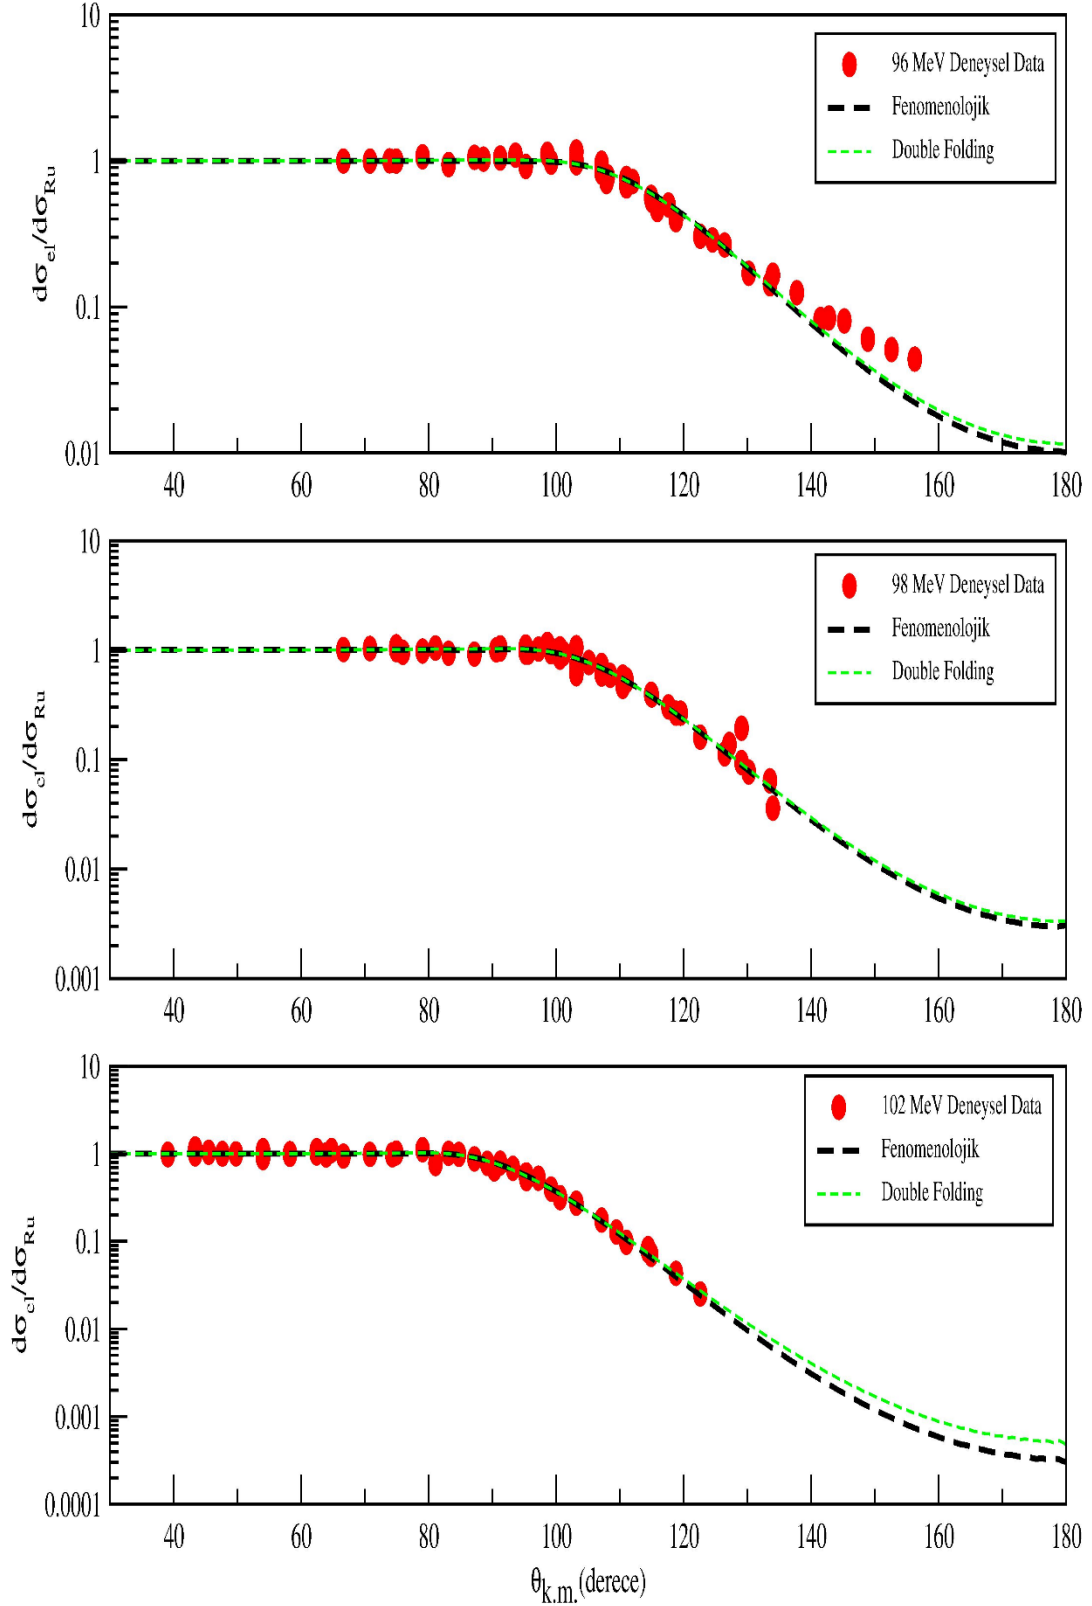 10
1
0.1
0.01
dσel/dσRu
96 MeV Deneysel Data
Fenomenolojik
Double Folding
40 60 80 100 120 140 160 180
10
1
0.1
0.01
0.001
dσel/dσRu
98 MeV Deneysel Data
Fenomenolojik
Double Folding
40 60 80 100 120 140 160 180
10
1
0.1
0.01
0.001
0.0001
dσel/dσRu
102 MeV Deneysel Data
Fenomenolojik
Double Folding
40 60 80 100 120 140 160 180
θk.m.(derece)